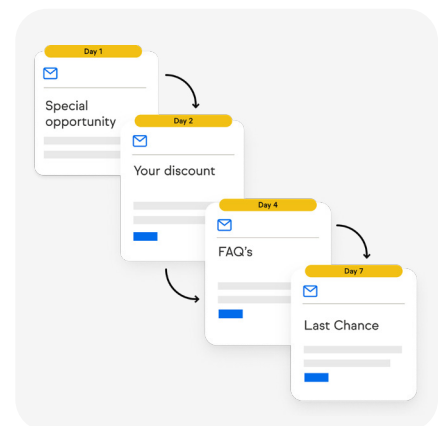 Day 1
Special
opportunity
Day 2
Your discount
Day 4
FAQ's
Day 7
Last Chance